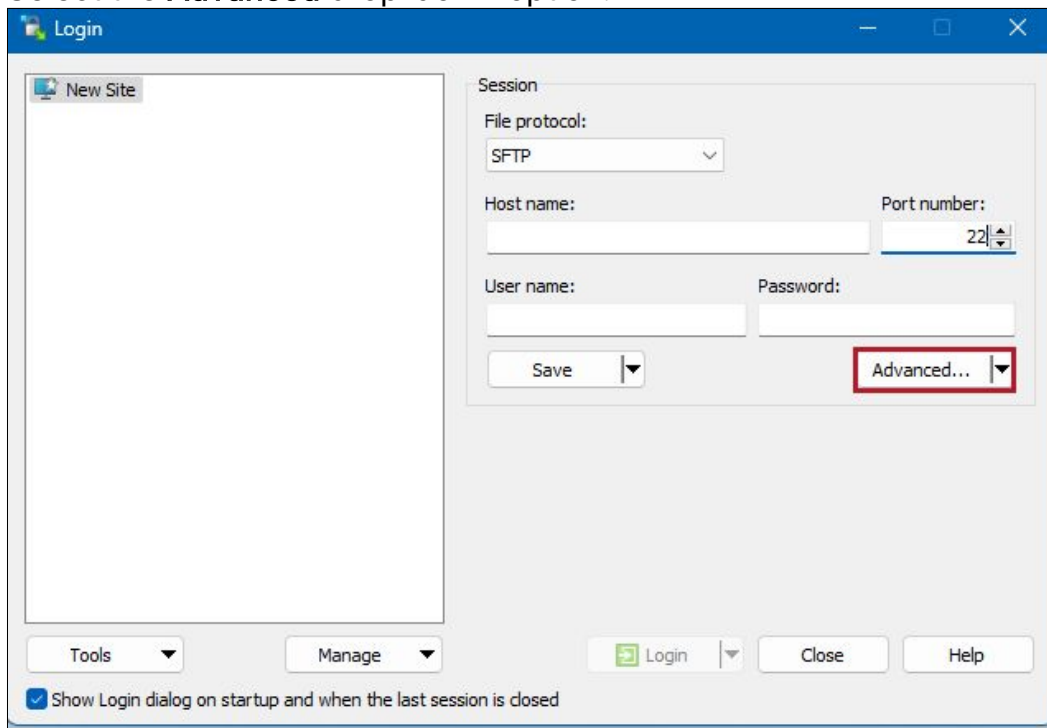 Login
New Site
Session
File protocol:
SFTP
Host name:
Port number:
22
User name:
Password:
Save
Advanced...
Tools
Manage
Login
Close
Help
Show Login dialog on startup and when the last session is closed